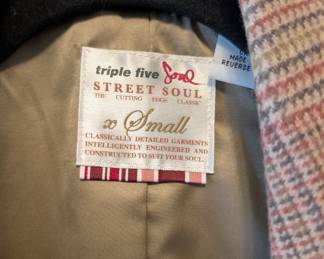 triple five Soul
STREET SOUL
THE CUTTING EDGE CLASSIC
x Small
CLASSICALLY DETAILED GARMENTS
INTELLIGENTLY ENGINEERED AND
CONSTRUCTED TO SUIT YOUR SOUL.
MADE
REVERSE